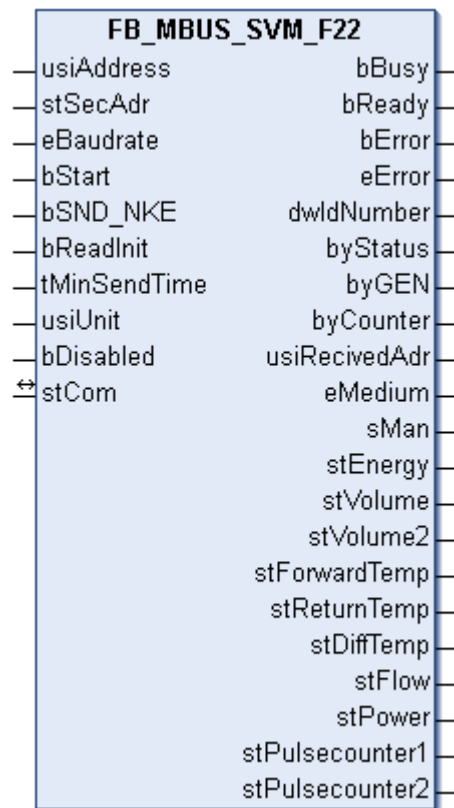 FB_MBUS_SVM_F22
usiAddress bBusy
stSecAdr bReady
eBaudrate bError
bStart eError
bSND_NKE dwIdNumber
bReadInit byStatus
tMinSendTime byGEN
usiUnit byCounter
bDisabled usiRecivedAdr
stCom eMedium
sMan
stEnergy
stVolume
stVolume2
stForwardTemp
stReturnTemp
stDiffTemp
stFlow
stPower
stPulsecounter1
stPulsecounter2